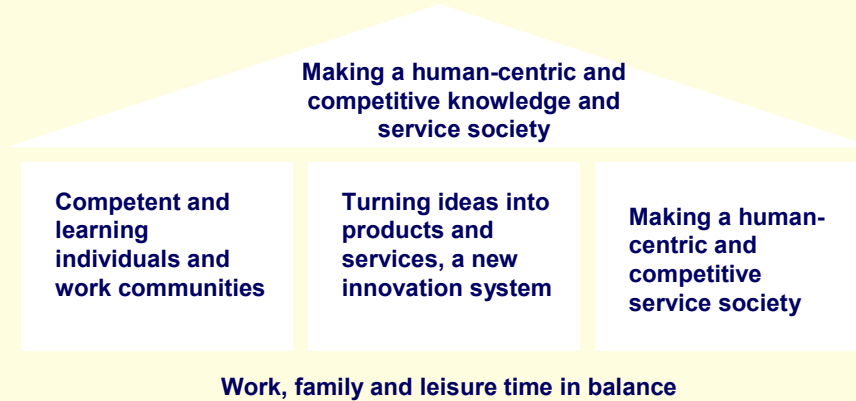 Making a human-centric and
competitive knowledge and
service society
Competent and
learning
individuals and
work communities
Turning ideas into
products and
services, a new
innovation system
Making a human-
centric and
competitive
service society
Work, family and leisure time in balance